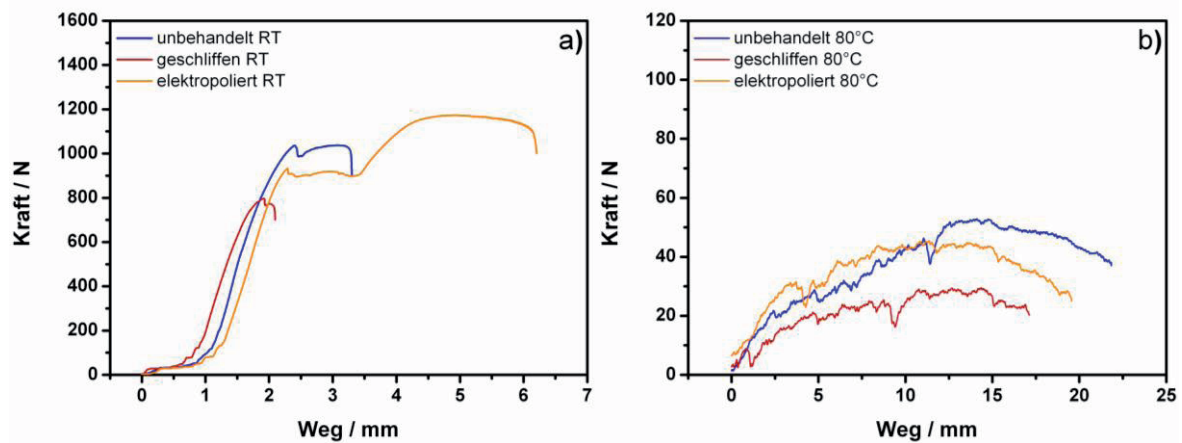 a)
unbehandelt RT
geschliffen RT
elektropoliert RT
Kraft / N
1600
1400
1200
1000
800
600
400
200
0
0 1 2 3 4 5 6 7
Weg / mm
b)
unbehandelt 80°C
geschliffen 80°C
elektropoliert 80°C
Kraft / N
120
100
80
60
40
20
0
0 5 10 15 20 25
Weg / mm